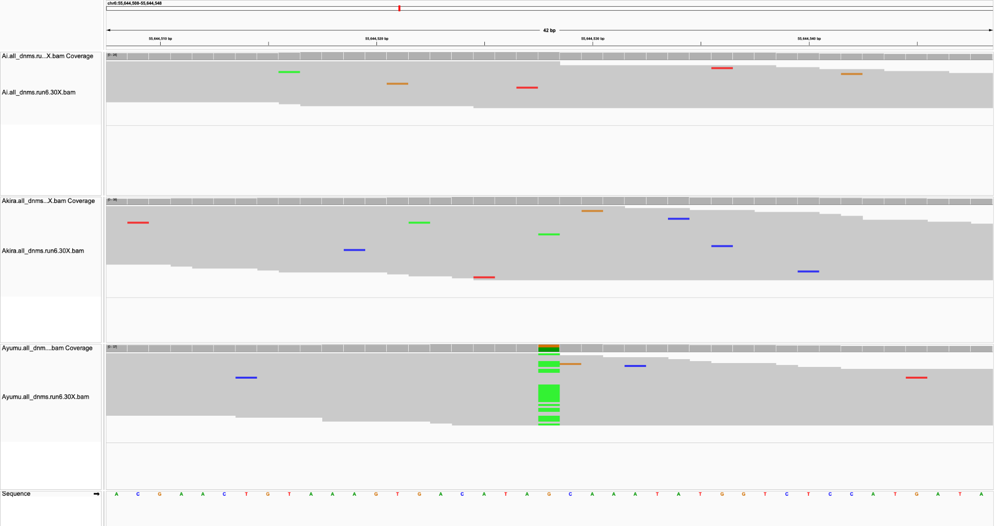 chr6:55,644,508-55,644,548
42 bp
55,644,510 bp 55,644,520 bp 55,644,530 bp 55,644,540 bp
Ai.all_dnms.ru...X.bam Coverage
[0 - 24]
Ai.all_dnms.run6.30X.bam
Akira.all_dnms...X.bam Coverage
[0 - 38]
Akira.all_dnms.run6.30X.bam
Ayumu.all_dnm....bam Coverage
[0 - 37]
Ayumu.all_dnms.run6.30X.bam
Sequence A C G A A C T G T A A A G T G A C A T A G C A A A T A T G G T C T C C A T G A T A